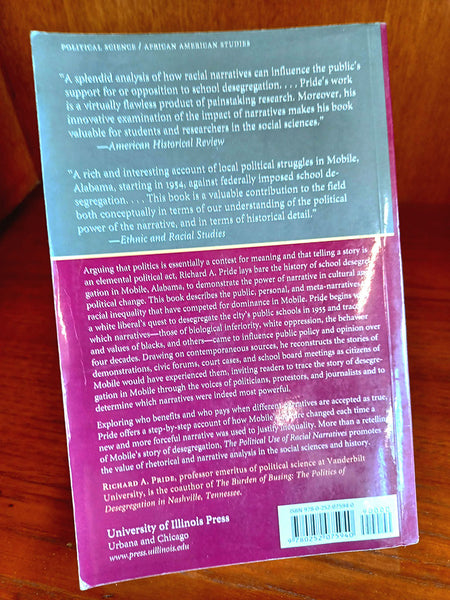 POLITICAL SCIENCE / AFRICAN AMERICAN STUDIES
"A splendid analysis of how racial narratives can influence the public's
support for or opposition to school desegregation. . . . Pride's work
is a virtually flawless product of painstaking research. Moreover, his
innovative examination of the impact of narratives makes his book
valuable for students and researchers in the social sciences."
—American Historical Review
"A rich and interesting account of local political struggles in Mobile,
Alabama, starting in 1954, against federally imposed school de-
segregation. . . . This book is a valuable contribution to the field
both conceptually in terms of our understanding of the political
power of the narrative, and in terms of historical detail."
—Ethnic and Racial Studies
Arguing that politics is essentially a contest for meaning and that telling a story is
an elemental political act, Richard A. Pride lays bare the history of school desegre-
gation in Mobile, Alabama, to demonstrate the power of narrative in cultural and
political change. This book describes the public, personal, and meta-narratives of
racial inequality that have competed for dominance in Mobile. Pride begins with
a white liberal's quest to desegregate the city's public schools in 1955 and traces
which narratives—those of biological inferiority, white oppression, the behavior
and values of blacks, and others—came to influence public policy and opinion over
four decades. Drawing on contemporaneous sources, he reconstructs the stories of
demonstrations, civic forums, court cases, and school board meetings as citizens of
Mobile would have experienced them, inviting readers to trace the story of desegre-
gation in Mobile through the voices of politicians, protestors, and journalists and to
determine which narratives were indeed most powerful.
Exploring who benefits and who pays when different narratives are accepted as true,
Pride offers a step-by-step account of how Mobile's culture changed each time a
new and more forceful narrative was used to justify inequality. More than a retelling
of Mobile's story of desegregation, The Political Use of Racial Narratives promotes
the value of rhetorical and narrative analysis in the social sciences and history.
RICHARD A. PRIDE, professor emeritus of political science at Vanderbilt
University, is the coauthor of The Burden of Busing: The Politics of
Desegregation in Nashville, Tennessee.
University of Illinois Press
Urbana and Chicago
www.press.uillinois.edu
ISBN 978-0-252-07594-0
90000
9 780252 075940